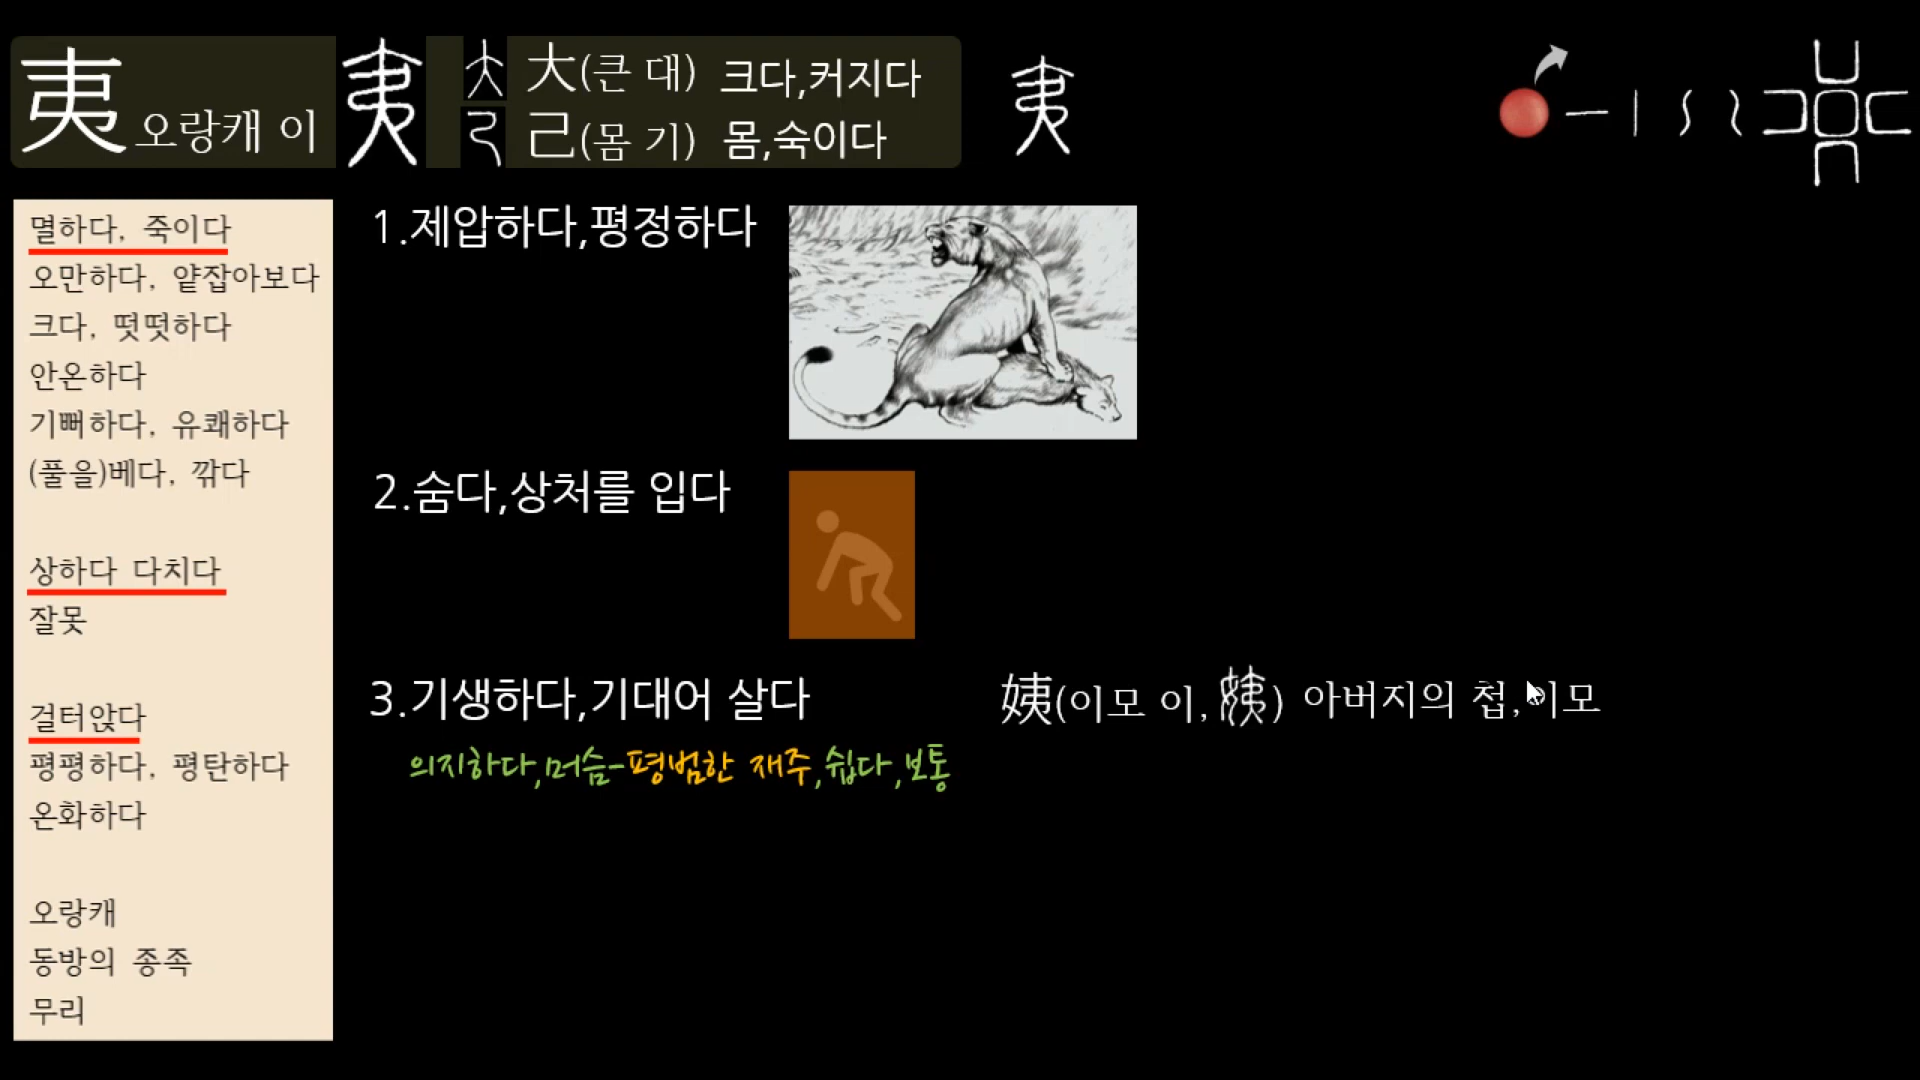 夷 오랑캐 이
大(큰 대) 크다,커지다
己(몸 기) 몸,숙이다
夷
멸하다, 죽이다
오만하다, 얕잡아보다
크다, 떳떳하다
안온하다
기뻐하다, 유쾌하다
(풀을)베다, 깎다
상하다 다치다
잘못
걸터앉다
평평하다, 평탄하다
온화하다
오랑캐
동방의 종족
무리
1.제압하다,평정하다
2.숨다,상처를 입다
3.기생하다,기대어 살다
의지하다,머슴-평범한 재주,쉽다,보통
姨(이모 이,姨) 아버지의 첩,이모